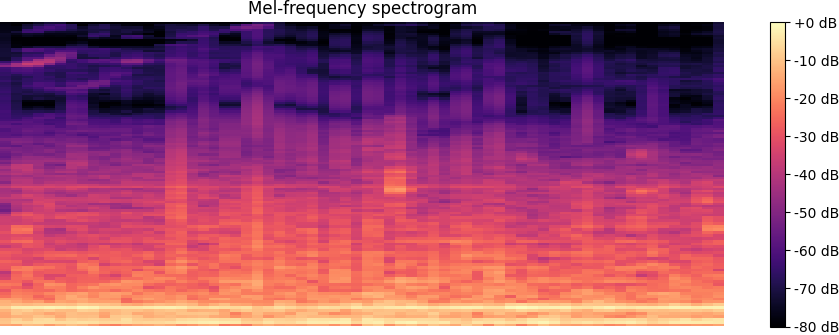 Mel-frequency spectrogram
+0 dB
-10 dB
-20 dB
-30 dB
-40 dB
-50 dB
-60 dB
-70 dB
-80 dB